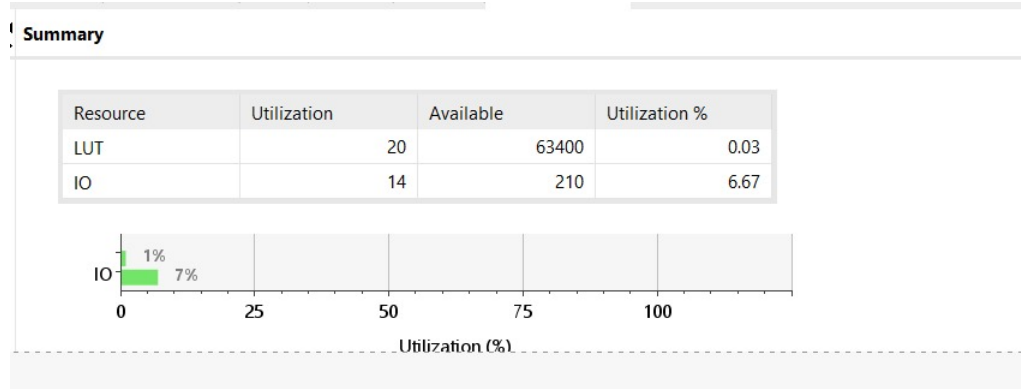 Summary
Resource Utilization Available Utilization %
LUT 20 63400 0.03
IO 14 210 6.67
1%
IO 7%
0 25 50 75 100
Utilization (%)